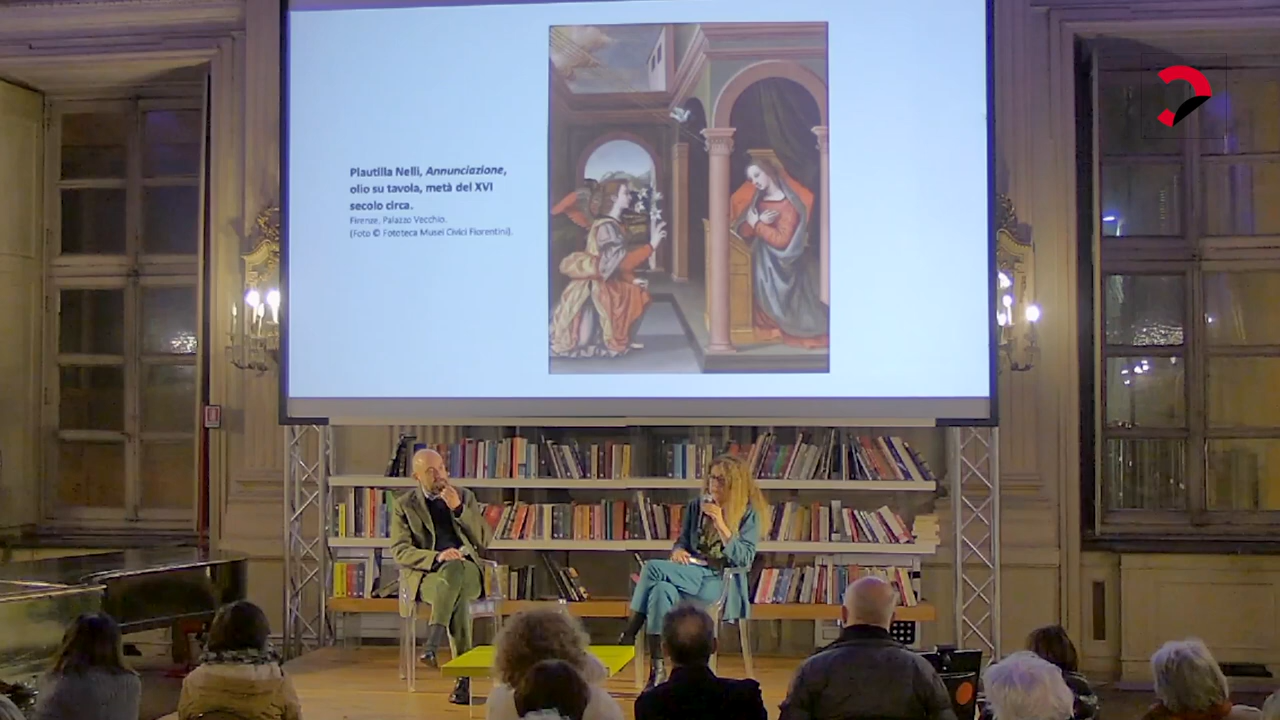 Plautilla Nelli, Annunciazione,
olio su tavola, metà del XVI
secolo circa.
Firenze, Palazzo Vecchio.
(Foto © Fototeca Musei Civici Fiorentini).